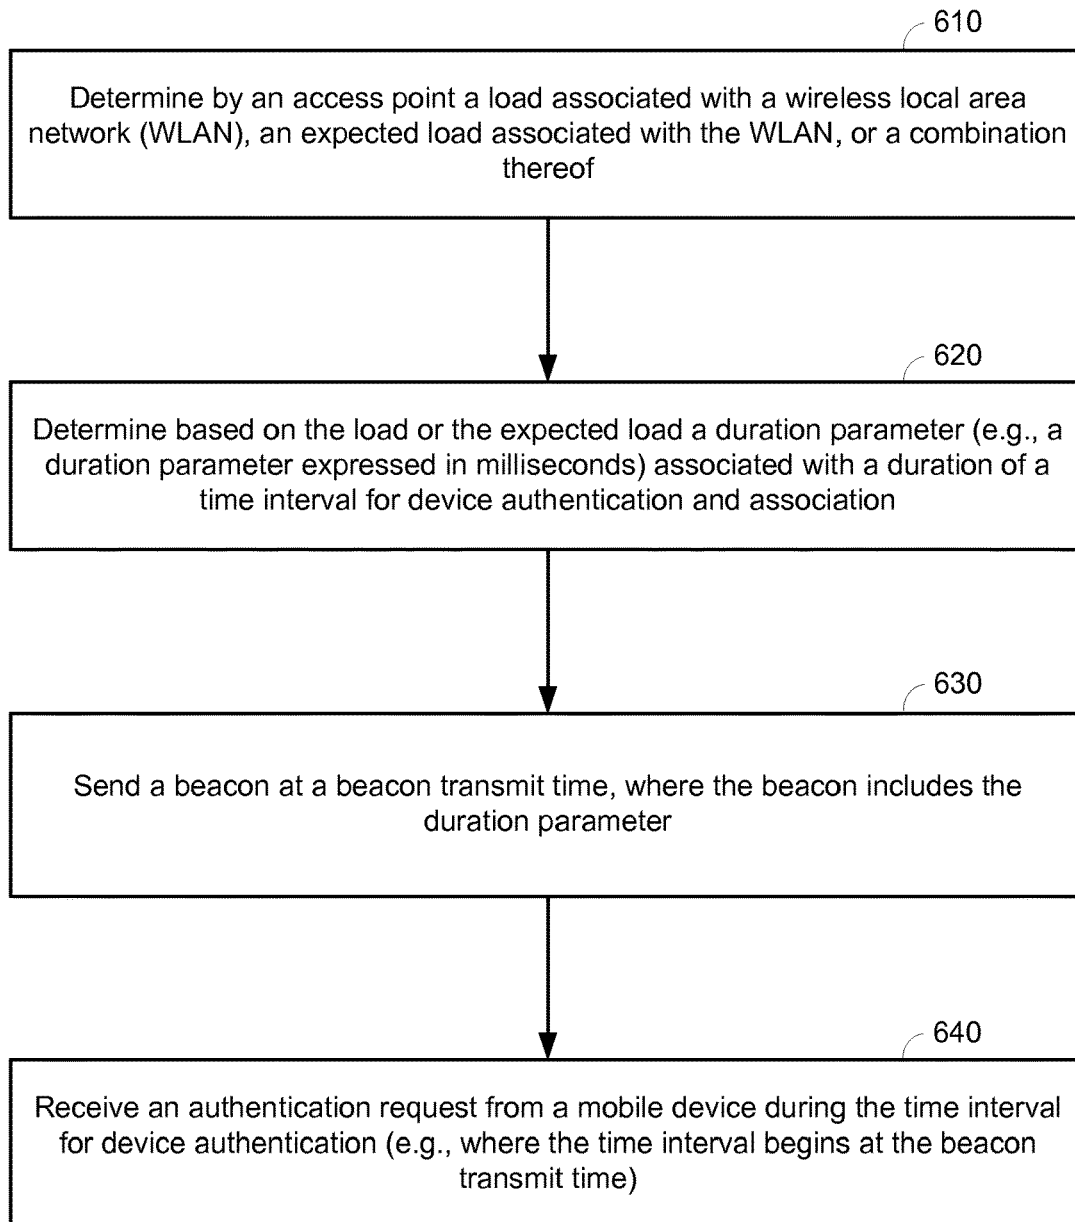 610
Determine by an access point a load associated with a wireless local area
network (WLAN), an expected load associated with the WLAN, or a combination
thereof
620
Determine based on the load or the expected load a duration parameter (e.g., a
duration parameter expressed in milliseconds) associated with a duration of a
time interval for device authentication and association
630
Send a beacon at a beacon transmit time, where the beacon includes the
duration parameter
640
Receive an authentication request from a mobile device during the time interval
for device authentication (e.g., where the time interval begins at the beacon
transmit time)